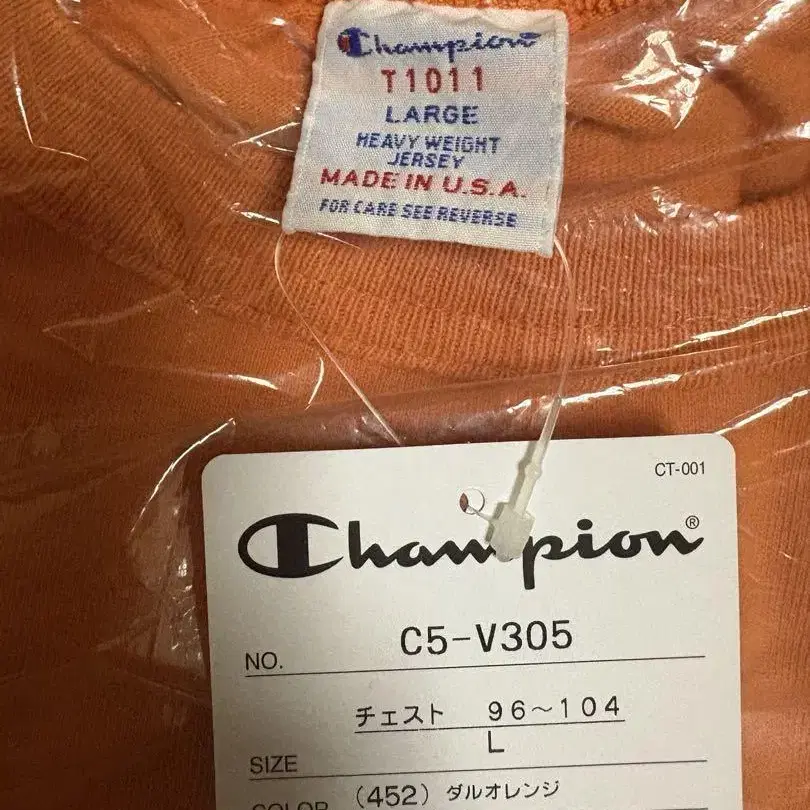 Champion
T1011
LARGE
HEAVY WEIGHT
JERSEY
MADE IN U.S.A.
FOR CARE SEE REVERSE
CT-001
Champion®
NO. C5-V305
チェスト 96～104
SIZE L
COLOR (452) ダルオレンジ